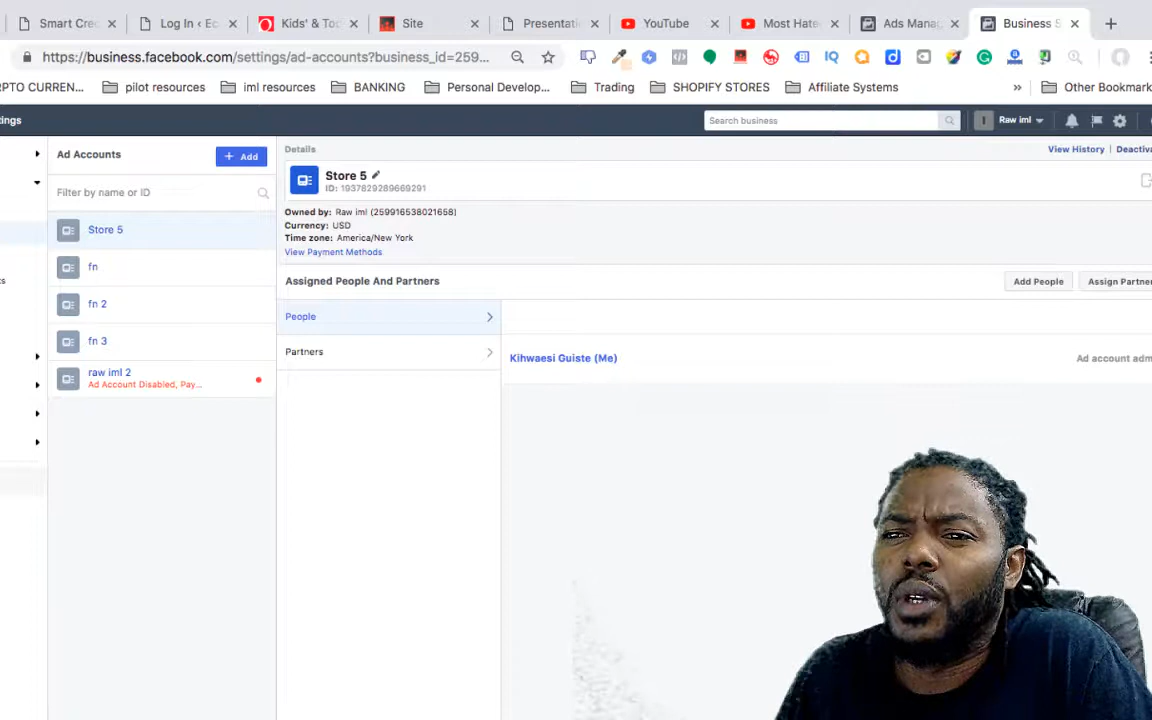 Smart Cre
Log In ‹ Ec
Kids' & To
Site
Presentati
YouTube
Most Hate
Ads Mana
Business S
https://business.facebook.com/settings/ad-accounts?business_id=259...
PTO CURREN...
pilot resources
iml resources
BANKING
Personal Develop...
Trading
SHOPIFY STORES
Affiliate Systems
»
Other Bookmark
ngs
Search business
Raw iml
Ad Accounts
+ Add
Filter by name or ID
Store 5
fn
fn 2
fn 3
raw iml 2
Ad Account Disabled, Pay...
Details
View History | Deactiva
Store 5
ID: 1937829289669291
Owned by: Raw iml (259916538021658)
Currency: USD
Time zone: America/New York
View Payment Methods
Assigned People And Partners
Add People
Assign Partner
People
Partners
Kihwaesi Guiste (Me)
Ad account adm